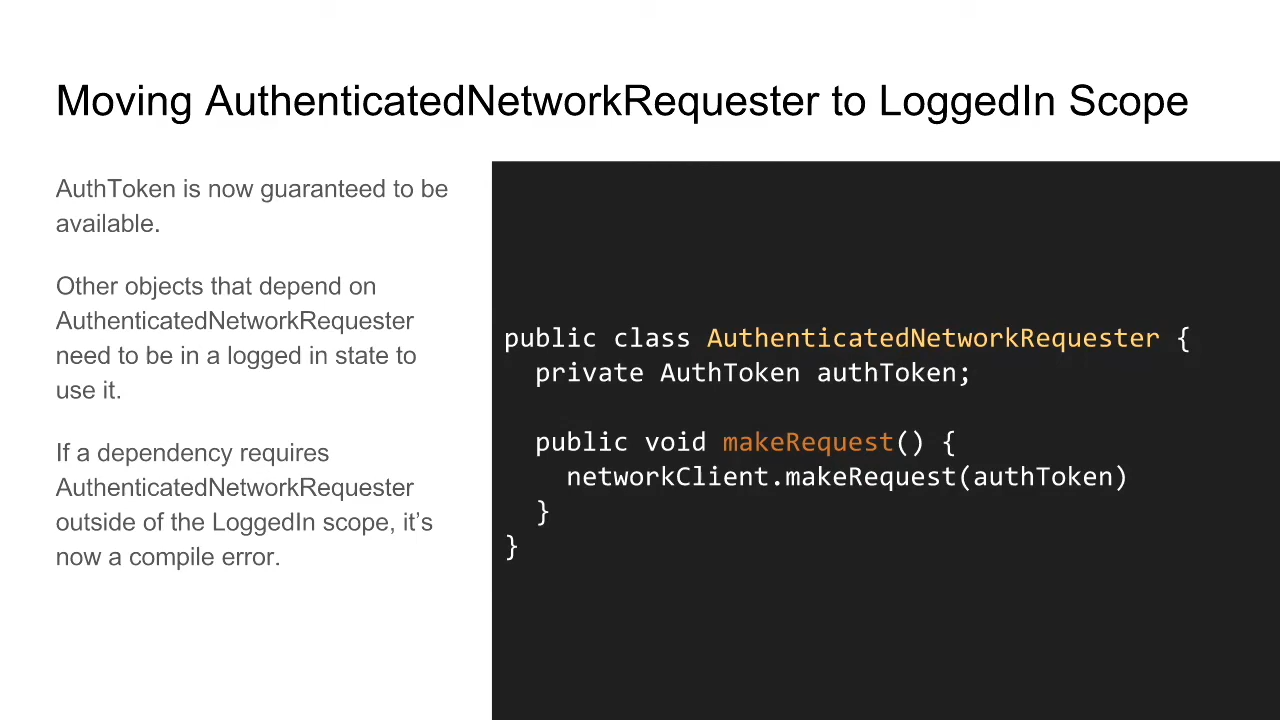 Moving AuthenticatedNetworkRequester to LoggedIn Scope
AuthToken is now guaranteed to be
available.
Other objects that depend on
AuthenticatedNetworkRequester
need to be in a logged in state to
use it.
If a dependency requires
AuthenticatedNetworkRequester
outside of the LoggedIn scope, it’s
now a compile error.
public class AuthenticatedNetworkRequester {
  private AuthToken authToken;
  public void makeRequest() {
    networkClient.makeRequest(authToken)
  }
}